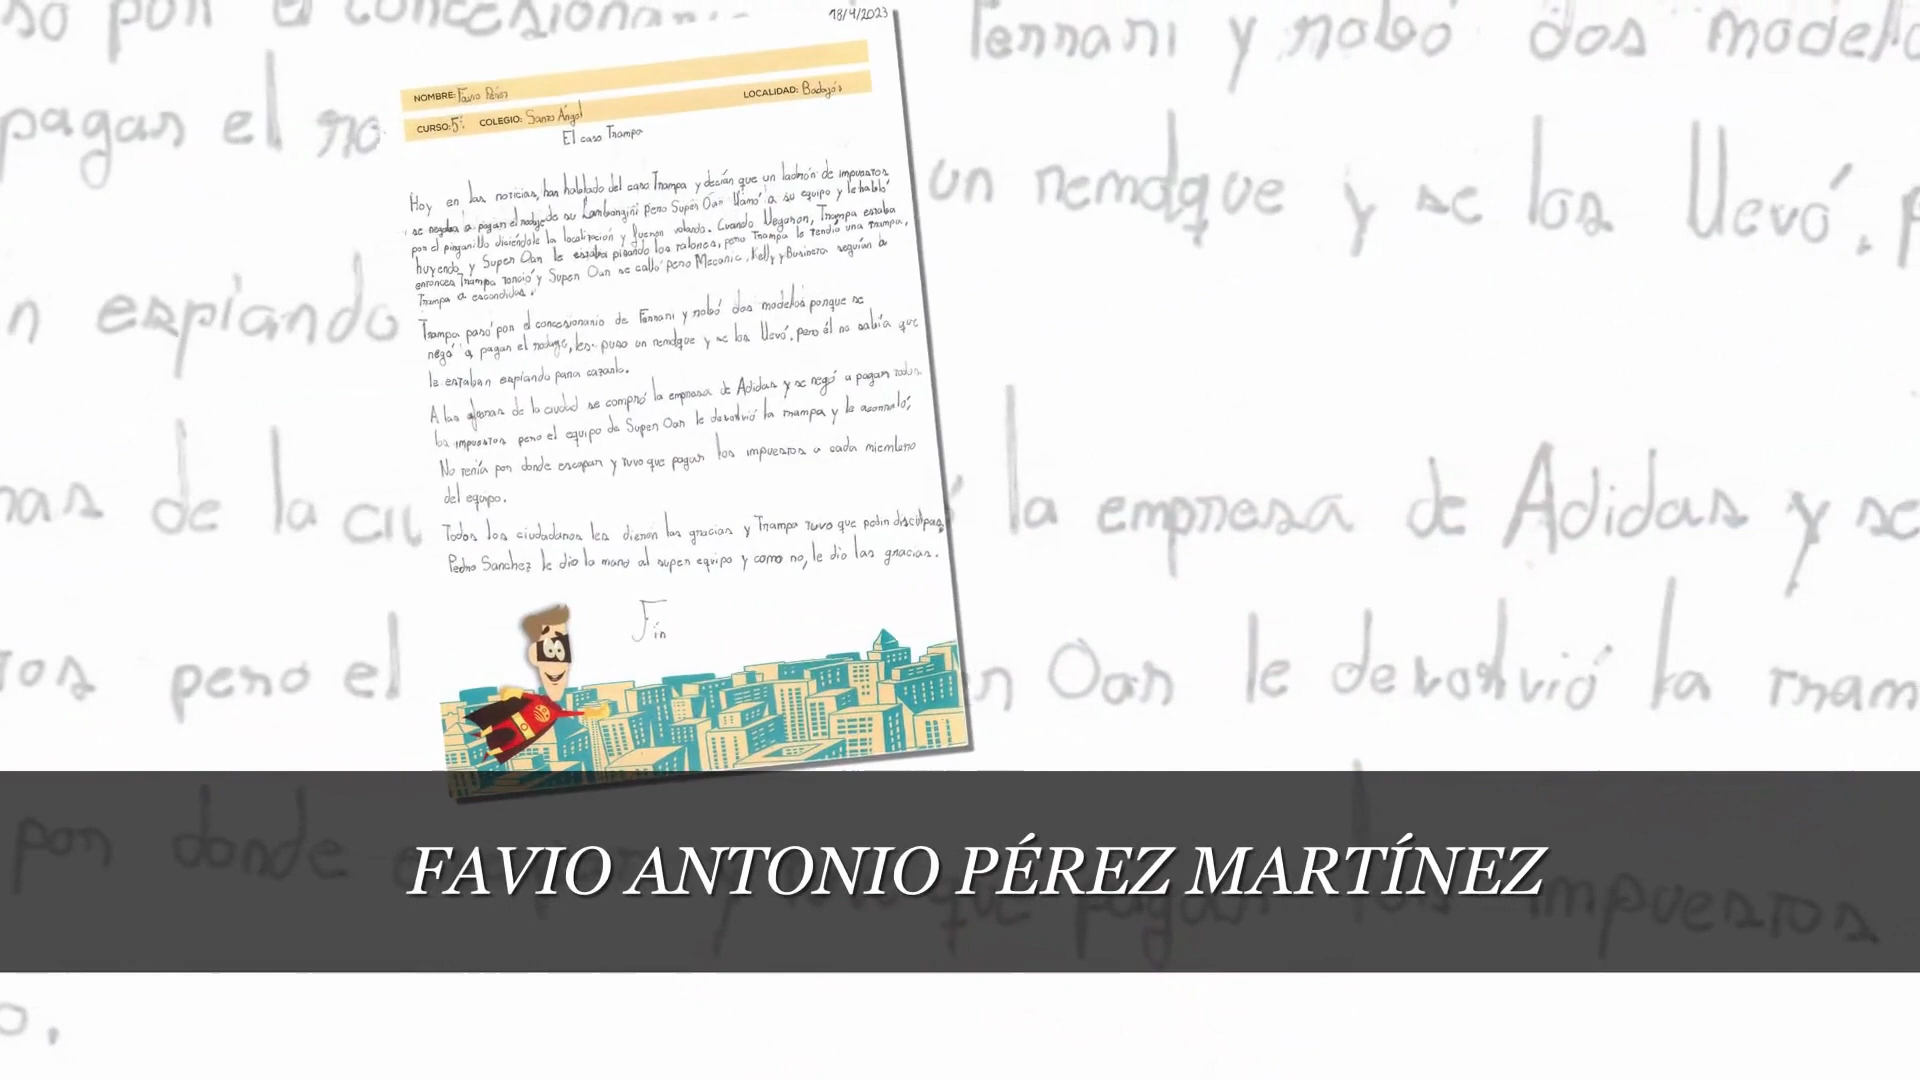 18/4/2023
NOMBRE: Favio Pérez
LOCALIDAD: Badajós
CURSO: 5º COLEGIO: Santo Ángel
El caso Trampa
Hoy en las noticias, han hablado del caso Trampa y decían que un ladrón de impuestos
se negaba a pagar el rodaje de su Lamborgini pero Super Oar llamó a su equipo y le habló
por el pinganillo diciéndole la localización y fueron volando. Cuando llegaron, Trampa estaba
huyendo y Super Oar le estaba pisando los talones, pero Trampa le tendió una trampa,
entonces Trampa torció y Super Oar se calló pero Mecanic, Kelly y Businera seguían a
Trampa a escondidas.
Trampa pasó por el concesionario de Ferrari y robó dos modelos porque se
negó a pagar el rodaje, les puso un remolque y se los llevó, pero él no sabía que
le estaban espiando para cazarlo.
A las afueras de la ciudad se compró la empresa de Adidas y se negó a pagar todos
los impuestos pero el equipo de Super Oar le devolvió la trampa y le acorraló,
No tenía por donde escapar y tuvo que pagar los impuestos a cada miembro
del equipo.
Todos los ciudadanos les dieron las gracias y Trampa tuvo que pedir disculpas,
Pedro Sanchez le dio la mano al super equipo y como no, le dio las gracias.
Fin
FAVIO ANTONIO PÉREZ MARTÍNEZ